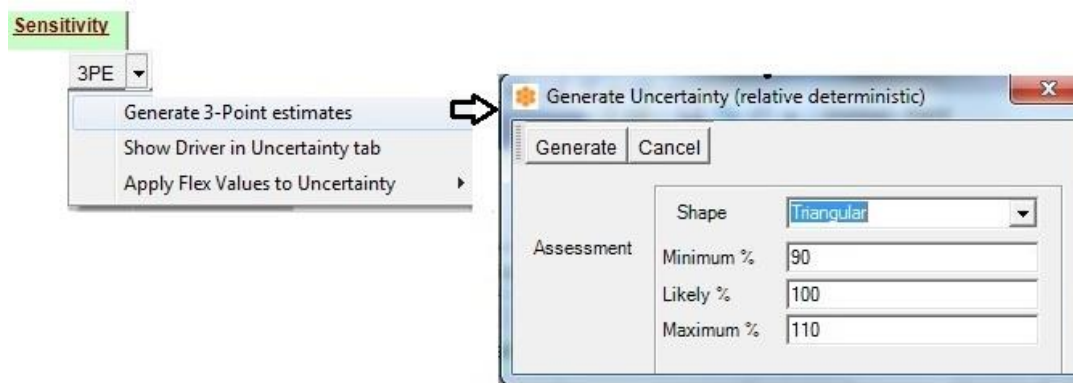 Sensitivity
3PE
Generate 3-Point estimates
Show Driver in Uncertainty tab
Apply Flex Values to Uncertainty
Generate Uncertainty (relative deterministic)
Generate Cancel
Assessment
Shape Triangular
Minimum % 90
Likely % 100
Maximum % 110